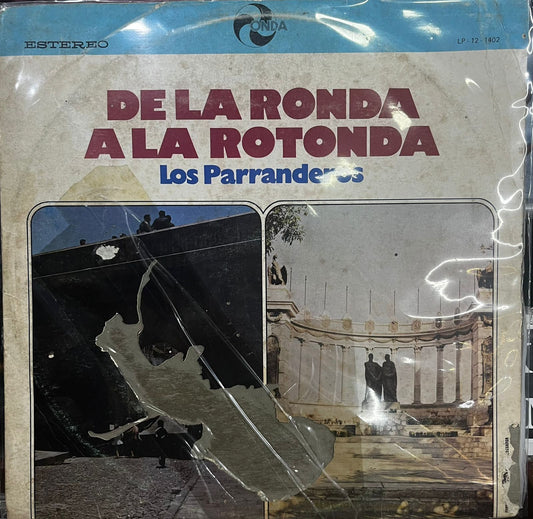 ONDA
ESTEREO
LP-12-1402
DE LA RONDA
A LA ROTONDA
Los Parranderos